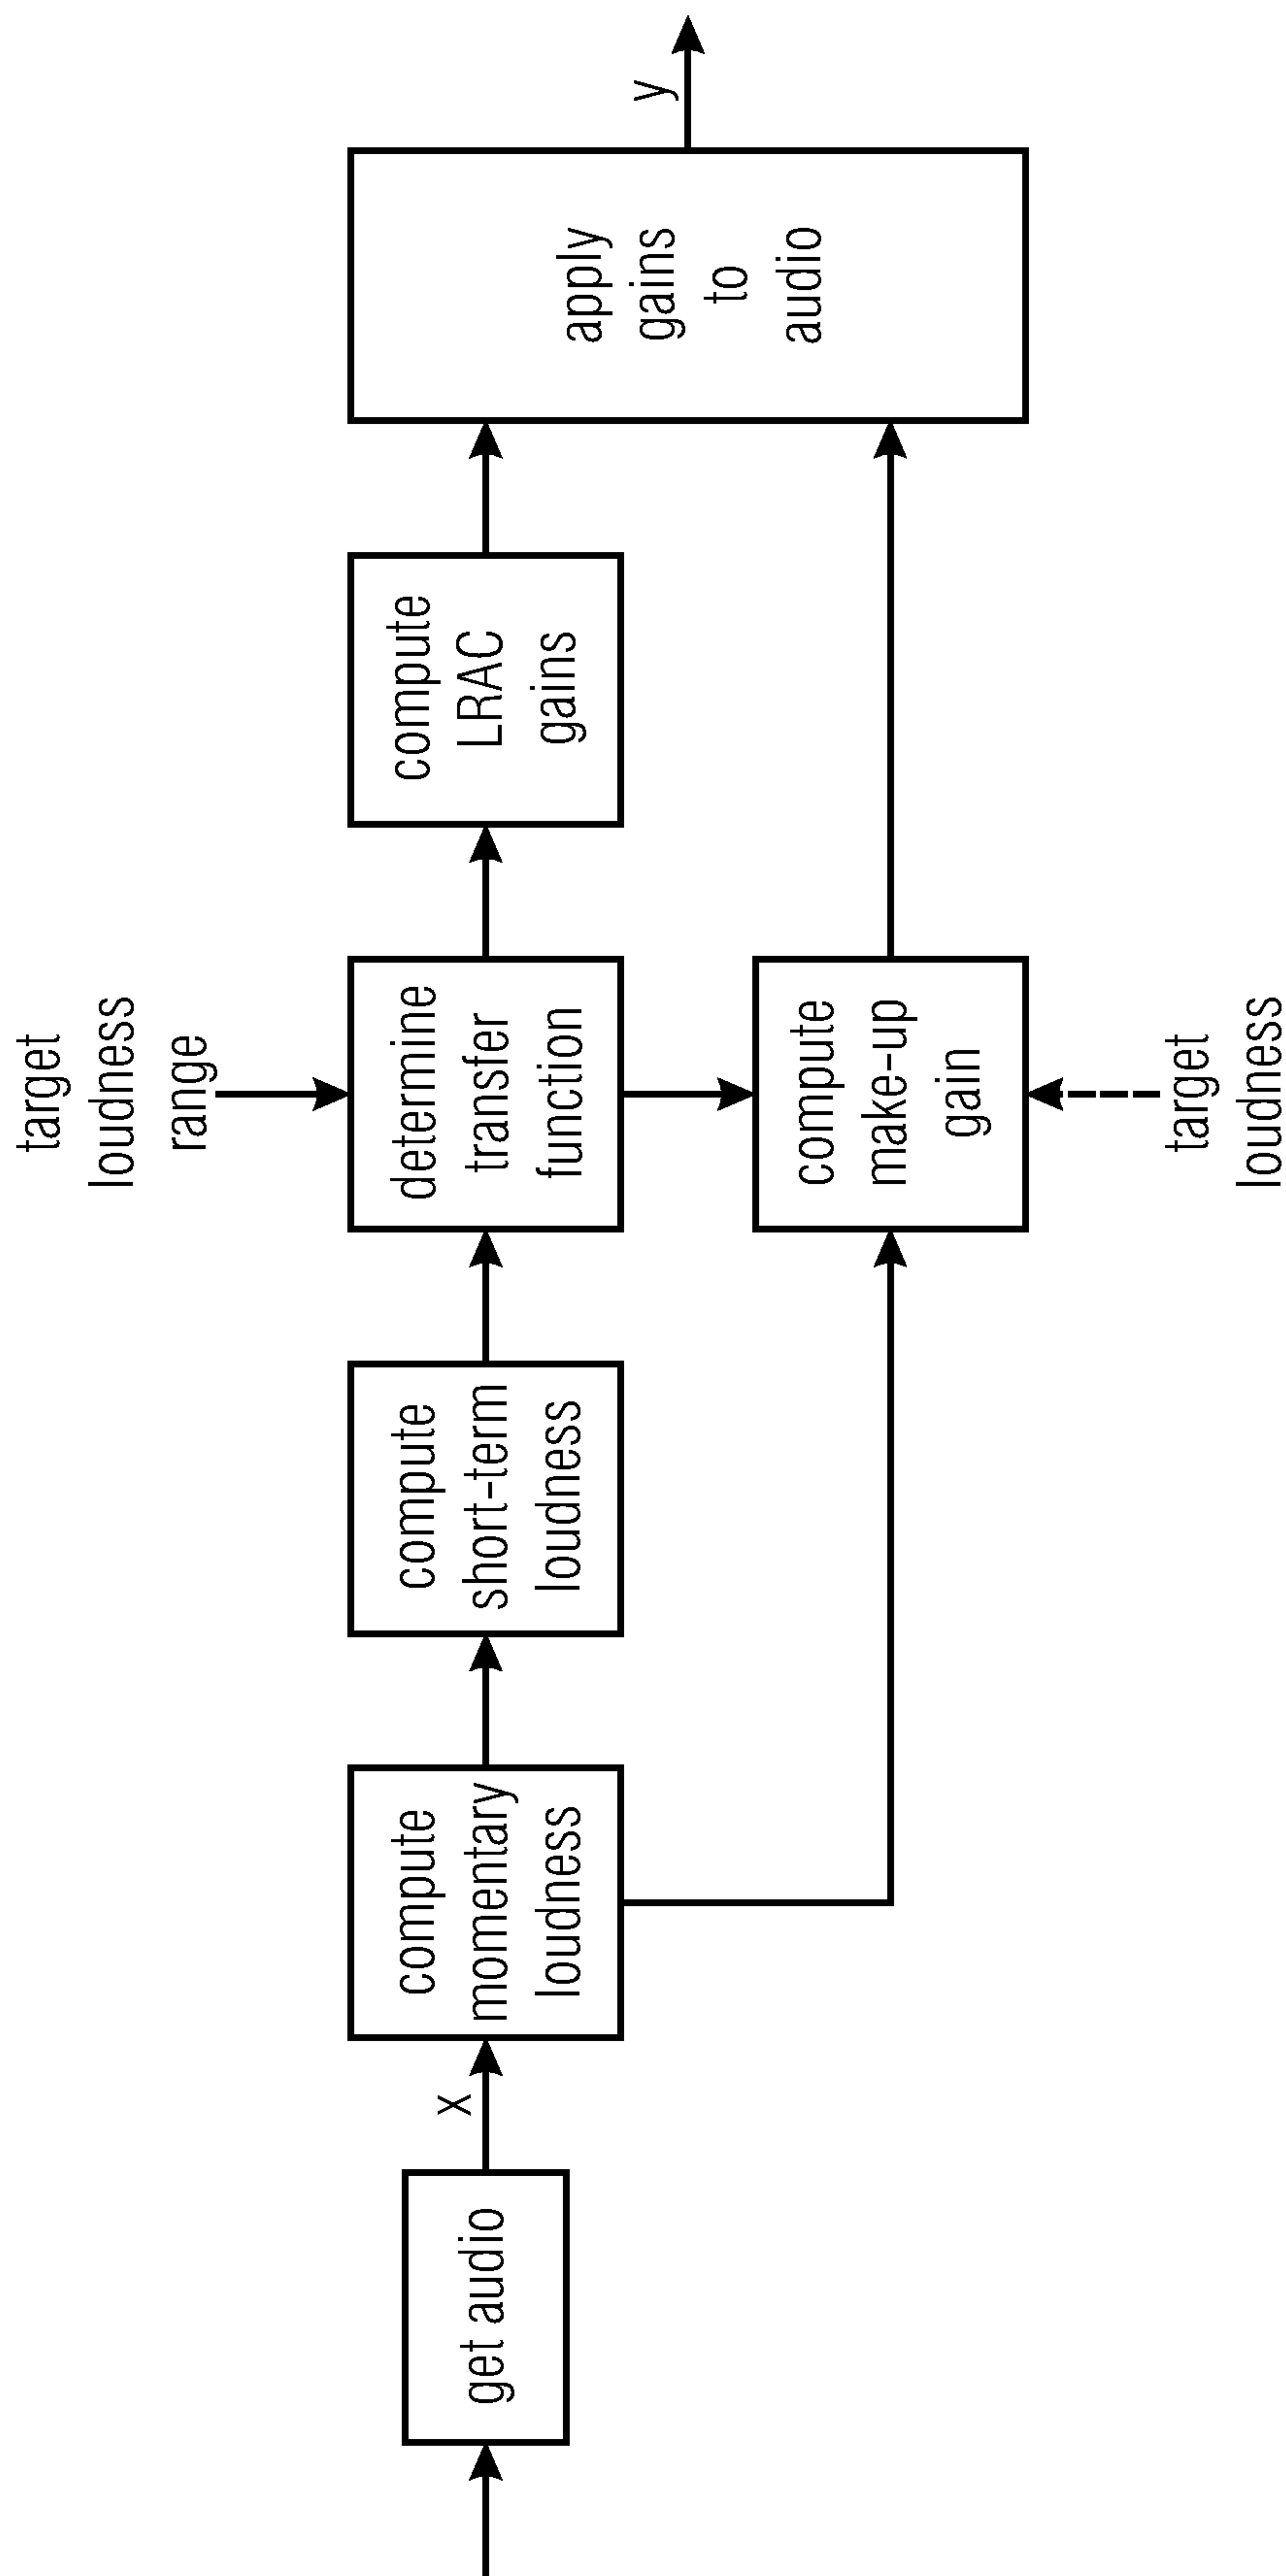 get audio
x
compute
momentary
loudness
compute
short-term
loudness
target
loudness
range
determine
transfer
function
compute
make-up
gain
target
loudness
compute
LRAC
gains
apply
gains
to
audio
y